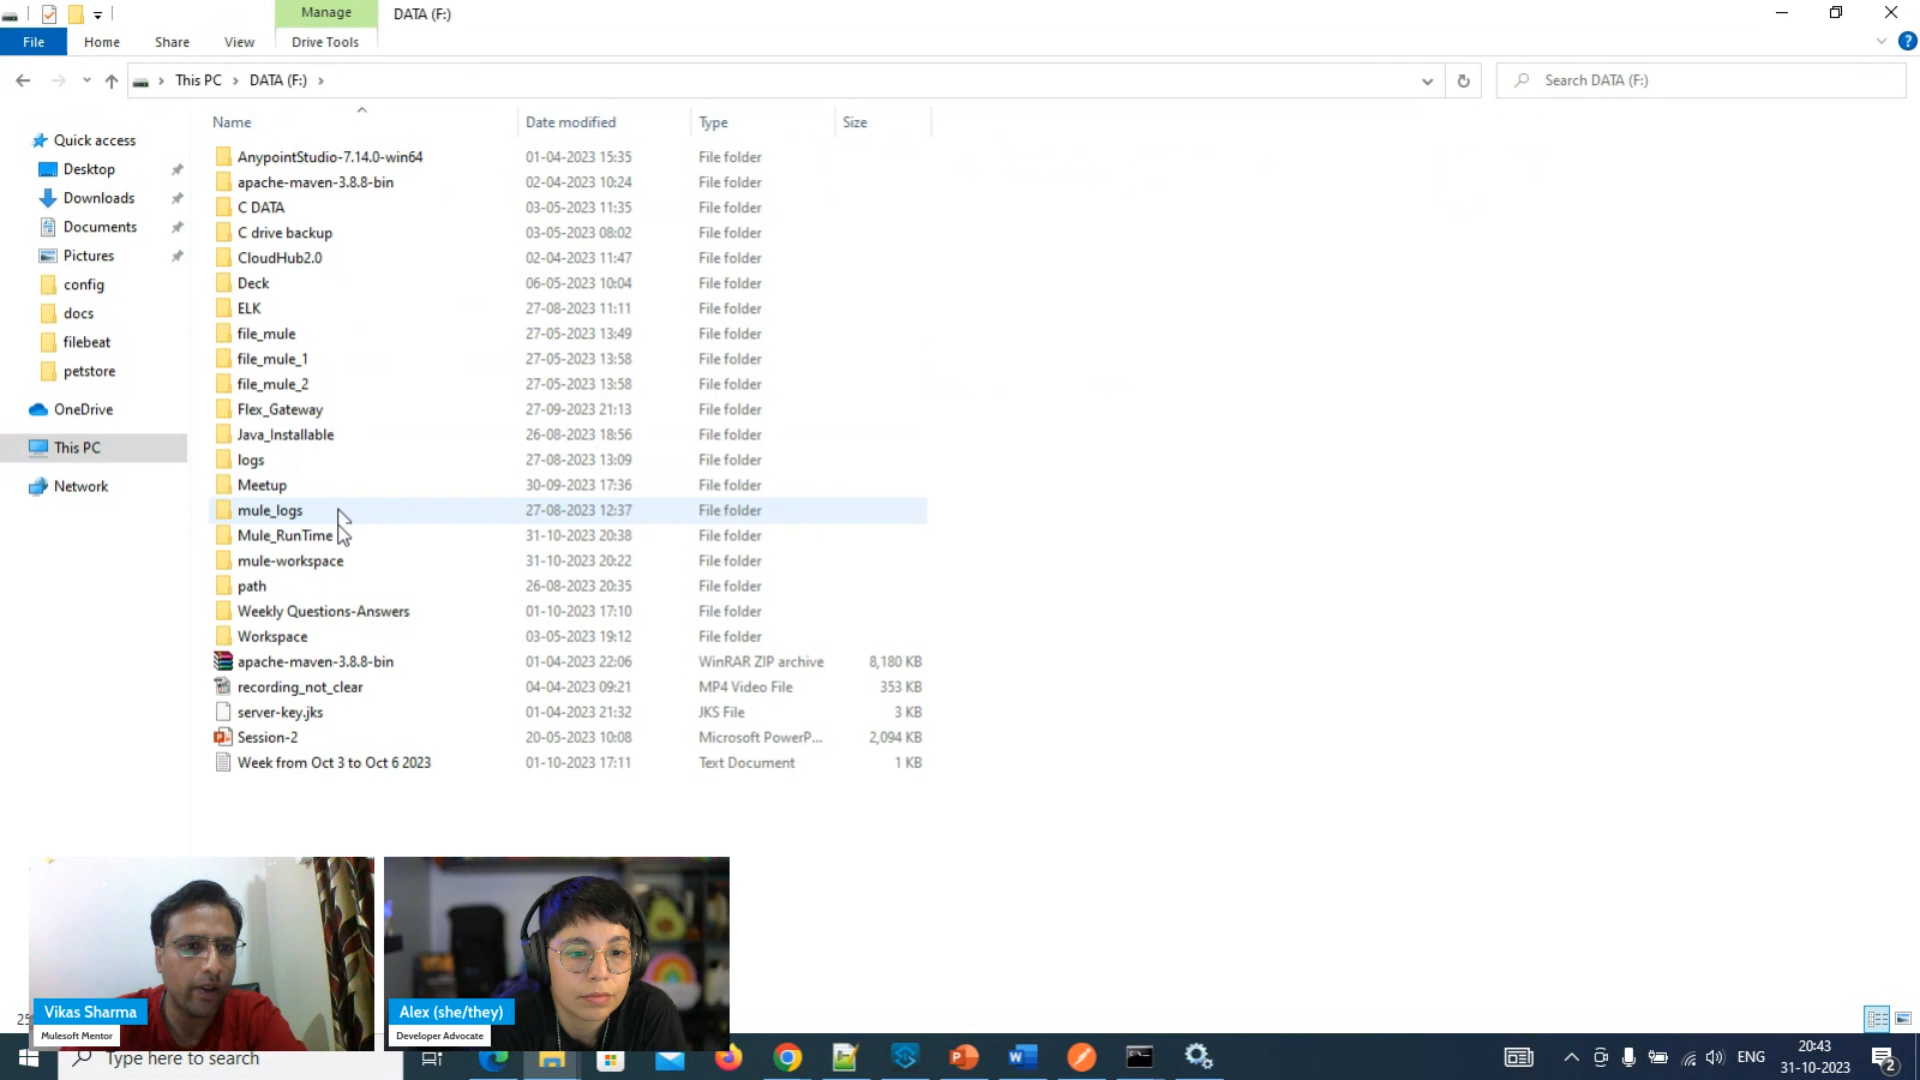 Manage
DATA (F:)
File
Home
Share
View
Drive Tools
This PC
DATA (F:)
Search DATA (F:)
Name
Date modified
Type
Size
Quick access
Desktop
Downloads
Documents
Pictures
config
docs
filebeat
petstore
OneDrive
This PC
Network
AnypointStudio-7.14.0-win64 01-04-2023 15:35 File folder
apache-maven-3.8.8-bin 02-04-2023 10:24 File folder
C DATA 03-05-2023 11:35 File folder
C drive backup 03-05-2023 08:02 File folder
CloudHub2.0 02-04-2023 11:47 File folder
Deck 06-05-2023 10:04 File folder
ELK 27-08-2023 11:11 File folder
file_mule 27-05-2023 13:49 File folder
file_mule_1 27-05-2023 13:58 File folder
file_mule_2 27-05-2023 13:58 File folder
Flex_Gateway 27-09-2023 21:13 File folder
Java_Installable 26-08-2023 18:56 File folder
logs 27-08-2023 13:09 File folder
Meetup 30-09-2023 17:36 File folder
mule_logs 27-08-2023 12:37 File folder
Mule_RunTime 31-10-2023 20:38 File folder
mule-workspace 31-10-2023 20:22 File folder
path 26-08-2023 20:35 File folder
Weekly Questions-Answers 01-10-2023 17:10 File folder
Workspace 03-05-2023 19:12 File folder
apache-maven-3.8.8-bin 01-04-2023 22:06 WinRAR ZIP archive 8,180 KB
recording_not_clear 04-04-2023 09:21 MP4 Video File 353 KB
server-key.jks 01-04-2023 21:32 JKS File 3 KB
Session-2 20-05-2023 10:08 Microsoft PowerP... 2,094 KB
Week from Oct 3 to Oct 6 2023 01-10-2023 17:11 Text Document 1 KB
Vikas Sharma
Mulesoft Mentor
Alex (she/they)
Developer Advocate
Type here to search
ENG
20:43
31-10-2023
2